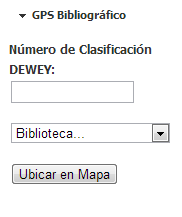 GPS Bibliográfico
Número de Clasificación
DEWEY:
Biblioteca...
Ubicar en Mapa